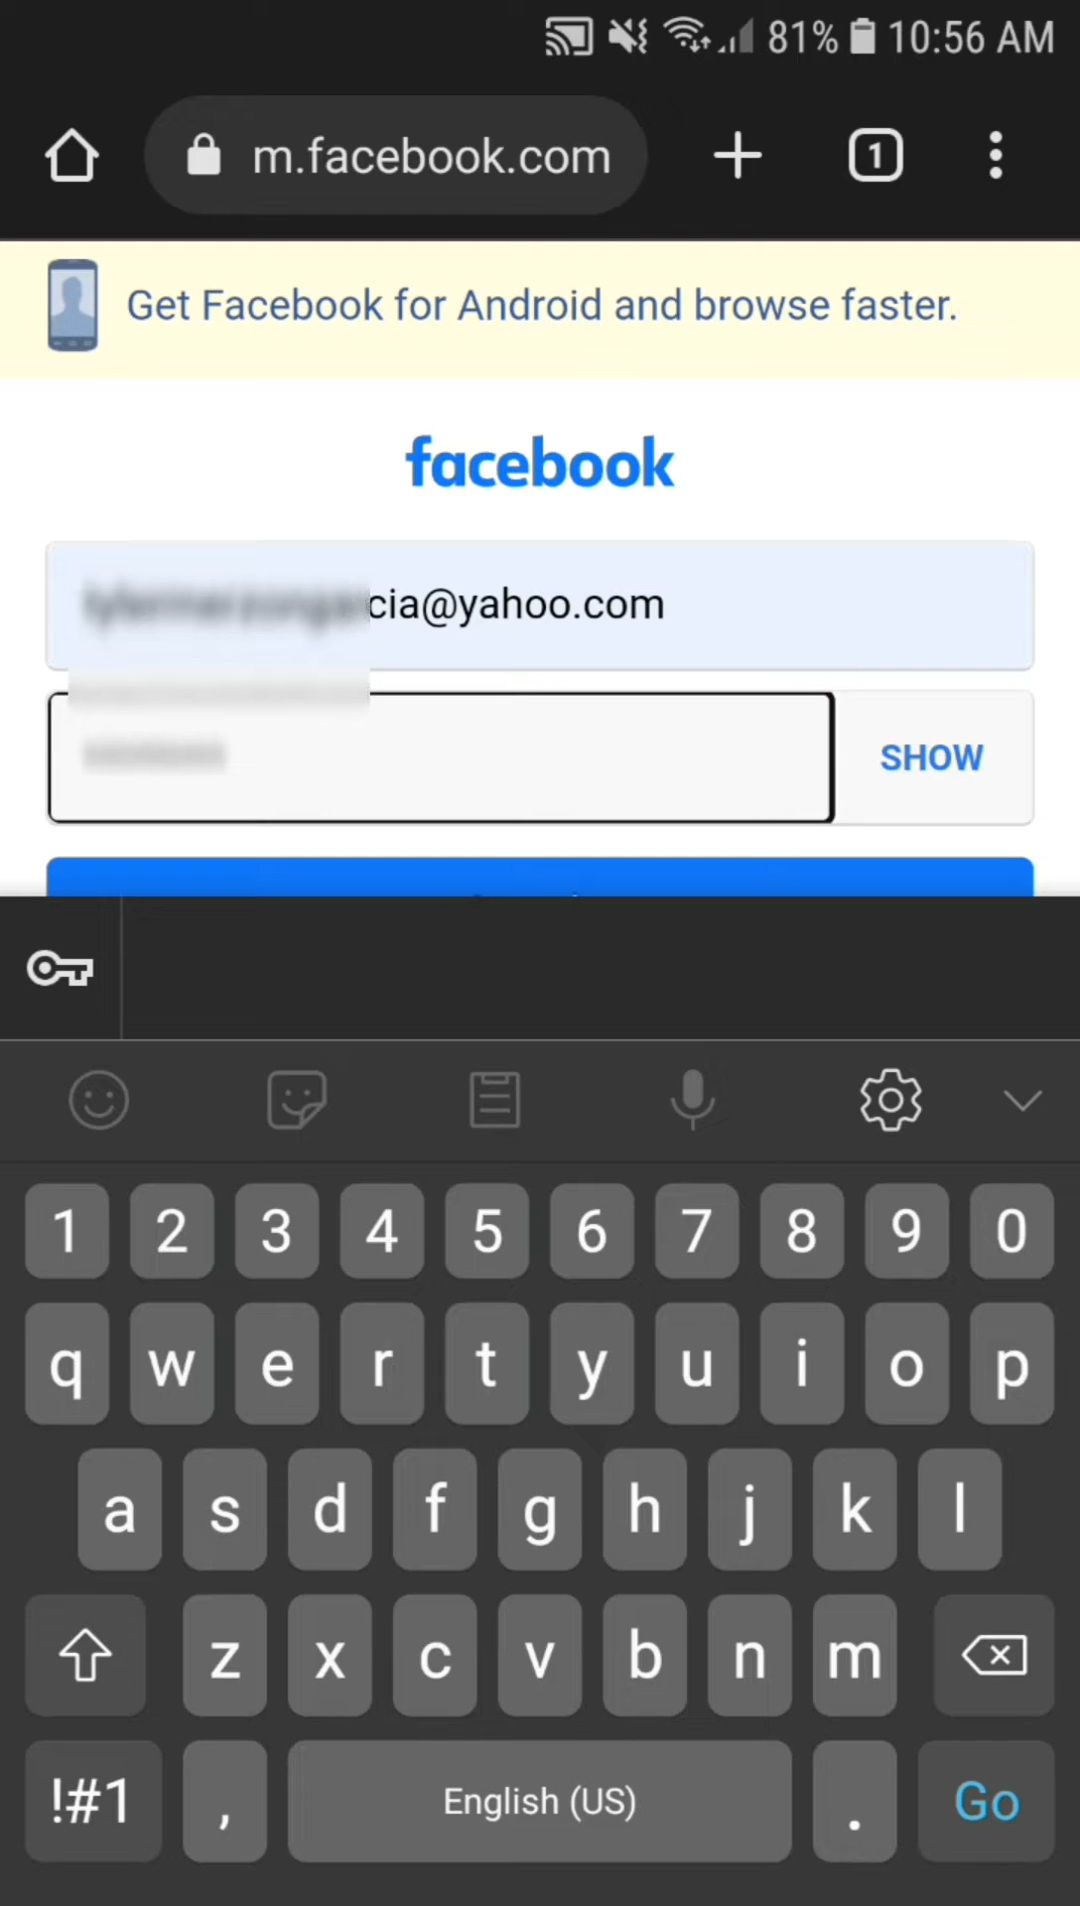 81% 10:56 AM
m.facebook.com 1
Get Facebook for Android and browse faster.
facebook
cia@yahoo.com
SHOW
1 2 3 4 5 6 7 8 9 0
q w e r t y u i o p
a s d f g h j k l
z x c v b n m
!#1 , English (US) . Go